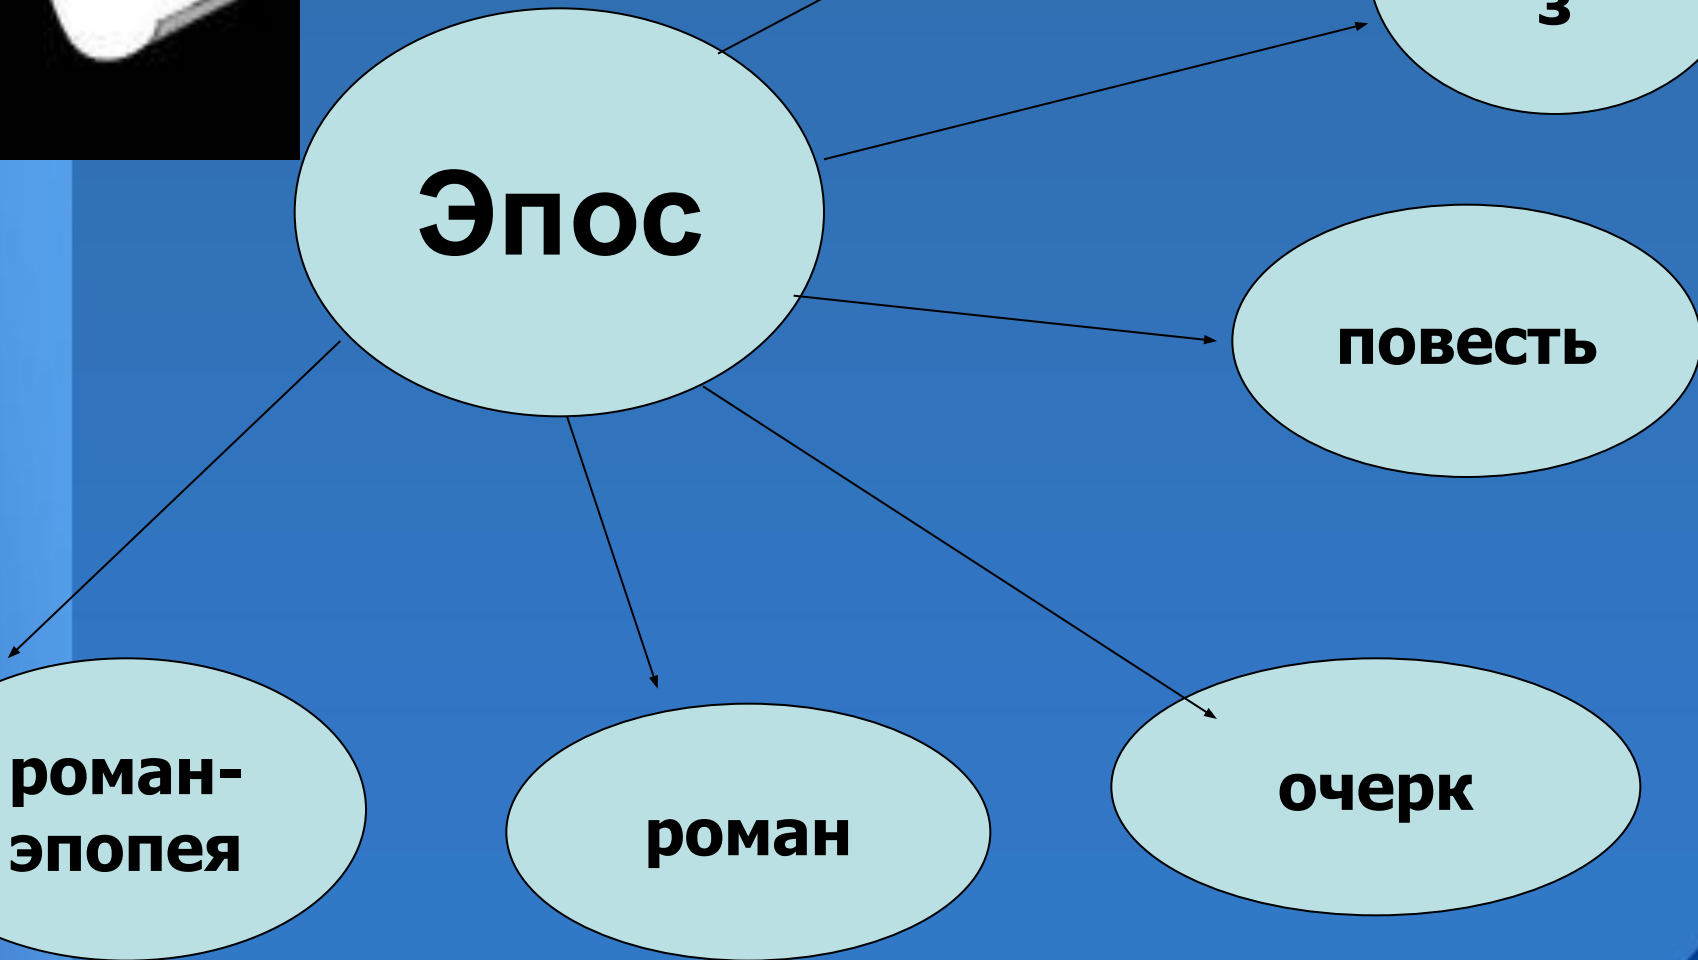 з
Эпос
повесть
роман-
эпопея
роман
очерк